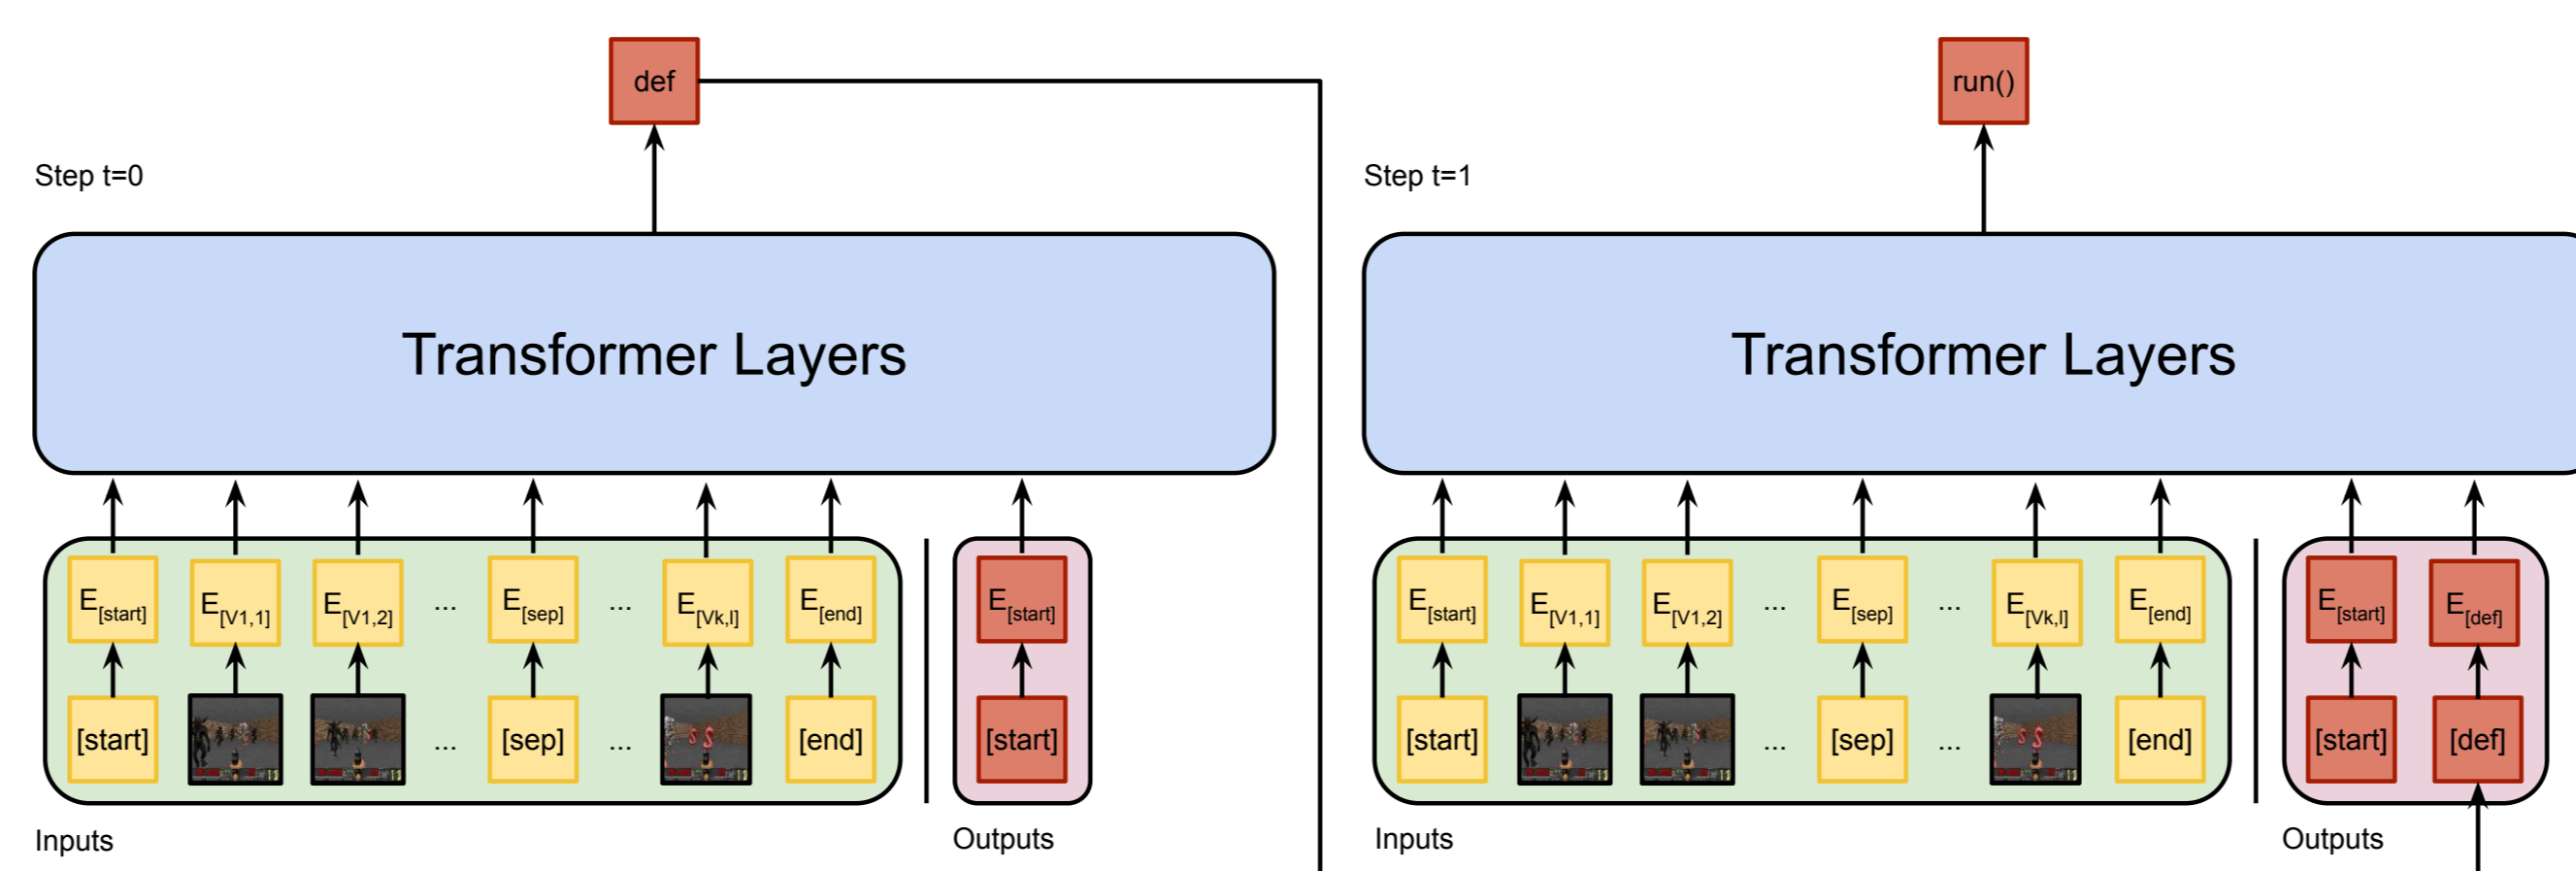 def
Step t=0
Transformer Layers
E[start] E[V1,1] E[V1,2] ... E[sep] ... E[Vk,l] E[end] E[start]
[start] ... [sep] ... [end] [start]
Inputs Outputs
run()
Step t=1
Transformer Layers
E[start] E[V1,1] E[V1,2] ... E[sep] ... E[Vk,l] E[end] E[start] E[def]
[start] ... [sep] ... [end] [start] [def]
Inputs Outputs